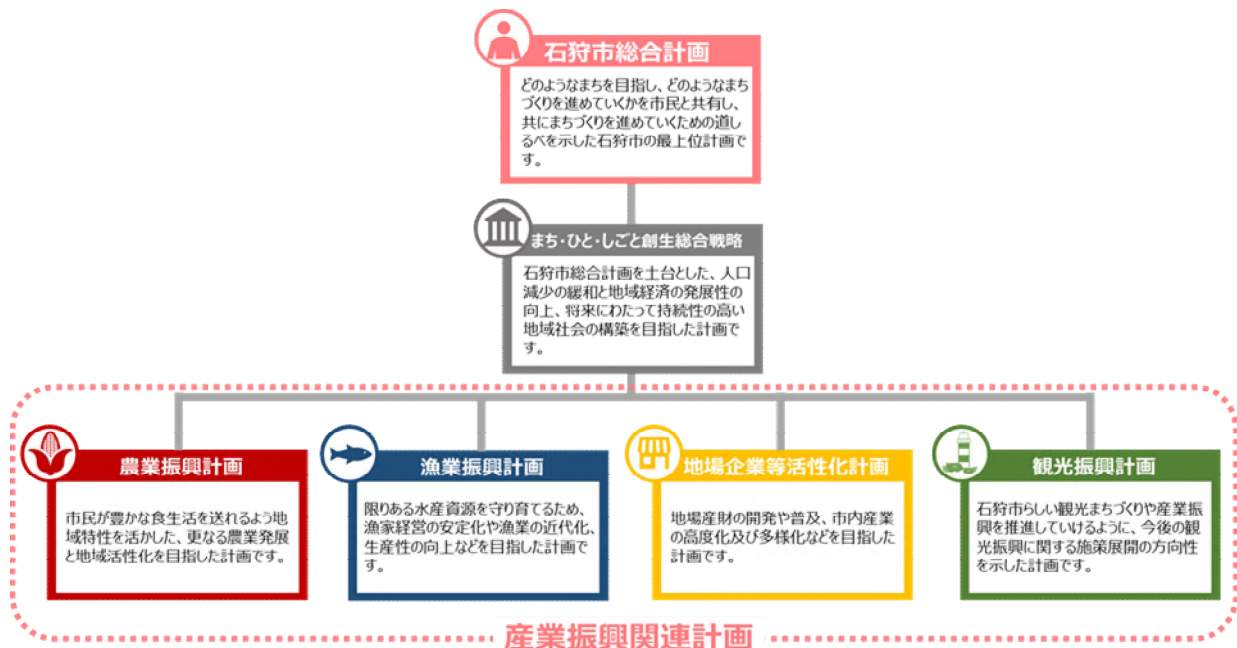 石狩市総合計画
どのようなまちを目指し、どのようなまち
づくりを進めていくかを市民と共有し、
共にまちづくりを進めていくための道し
るべを示した石狩市の最上位計画で
す。
まち・ひと・しごと創生総合戦略
石狩市総合計画を土台とした、人口
減少の緩和と地域経済の発展性の
向上、将来にわたって持続性の高い
地域社会の構築を目指した計画で
す。
農業振興計画
市民が豊かな食生活を送れるよう地
域特性を活かした、更なる農業発展
と地域活性化を目指した計画です。
漁業振興計画
限りある水産資源を守り育てるため、
漁家経営の安定化や漁業の近代化、
生産性の向上などを目指した計画で
す。
地場企業等活性化計画
地場産財の開発や普及、市内産業
の高度化及び多様化などを目指した
計画です。
観光振興計画
石狩市らしい観光まちづくりや産業振
興を推進していけるように、今後の観
光振興に関する施策展開の方向性
を示した計画です。
産業振興関連計画